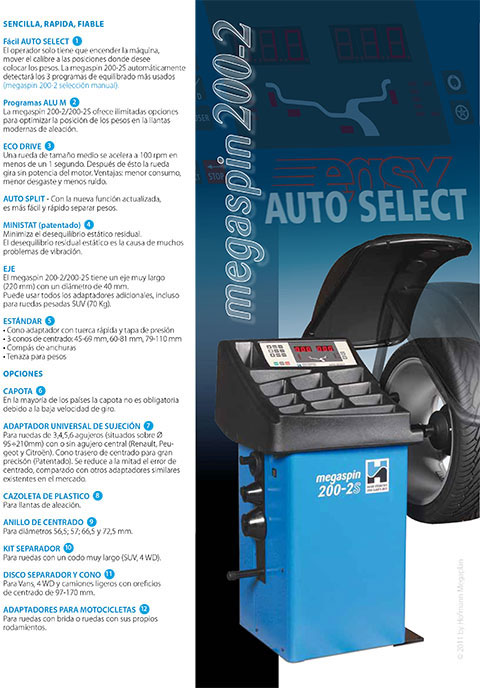 SENCILLA, RAPIDA, FIABLE
Fácil AUTO SELECT 1
El operador solo tiene que encender la máquina,
mover el calibre a las posiciones donde desee
colocar los pesos. La megaspin 200-2S automáticamente
detectará los 3 programas de equilibrado más usados
(megaspin 200-2 selección manual).
Programas ALU M 2
La megaspin 200-2/200-2S ofrece ilimitadas opciones
para optimizar la posición de los pesos en la llantas
modernas de aleación.
ECO DRIVE 3
Una rueda de tamaño medio se acelera a 100 rpm en
menos de un 1 segundo. Después de ésto la rueda
gira sin potencia del motor. Ventajas: menor consumo,
menor desgaste y menos ruído.
AUTO SPLIT - Con la nueva función actualizada,
es más fácil y rápido separar pesos.
MINISTAT (patentado) 4
Minimiza el desequilibrio estático residual.
El desequilibrio residual estático es la causa de muchos
problemas de vibración.
EJE
El megaspin 200-2/200-2S tiene un eje muy largo
(220 mm) con un diámetro de 40 mm.
Puede usar todos los adaptadores adicionales, incluso
para ruedas pesadas SUV (70 Kg).
ESTÁNDAR 5
• Cono adaptador con tuerca rápida y tapa de presión
• 3 conos de centrado: 45-69 mm, 60-81 mm, 79-110 mm
• Compás de anchuras
• Tenaza para pesos
OPCIONES
CAPOTA 6
En la mayoría de los países la capota no es obligatoria
debido a la baja velocidad de giro.
ADAPTADOR UNIVERSAL DE SUJECIÓN 7
Para ruedas de 3,4,5,6 agujeros (situados sobre Ø
95÷210mm) con o sin agujero central (Renault, Peu-
geot y Citroën). Cono trasero de centrado para gran
precisión (Patentado). Se reduce a la mitad el error de
centrado, comparado con otros adaptadores similares
existentes en el mercado.
CAZOLETA DE PLASTICO 8
Para llantas de aleación.
ANILLO DE CENTRADO 9
Para diámetros 56,5; 57; 66,5 y 72,5 mm.
KIT SEPARADOR 10
Para ruedas con un codo muy largo (SUV, 4 WD).
DISCO SEPARADOR Y CONO 11
Para Vans, 4 WD y camiones ligeros con oreficios
de centrado de 97-170 mm.
ADAPTADORES PARA MOTOCICLETAS 12
Para ruedas con brida o ruedas con sus propios
rodamientos.
megaspin 200-2
STOP
easy
AUTO SELECT
megaspin
200-2S
© 2011 by Hofmann Megaplan